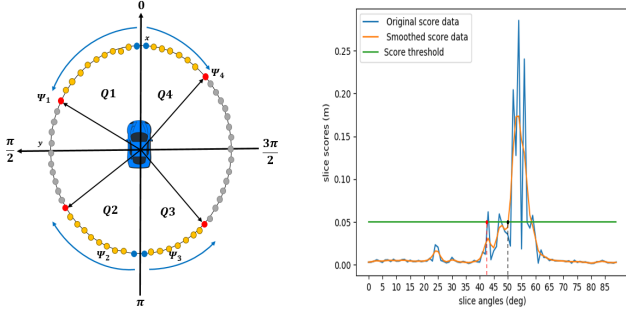 0
x
Ψ1
Ψ4
Q1
Q4
y
π
2
3π
2
Q2
Q3
Ψ2
Ψ3
π
Original score data
Smoothed score data
Score threshold
slice scores (m)
0.25
0.20
0.15
0.10
0.05
0.00
0 5 10 15 20 25 30 35 40 45 50 55 60 65 70 75 80 85
slice angles (deg)